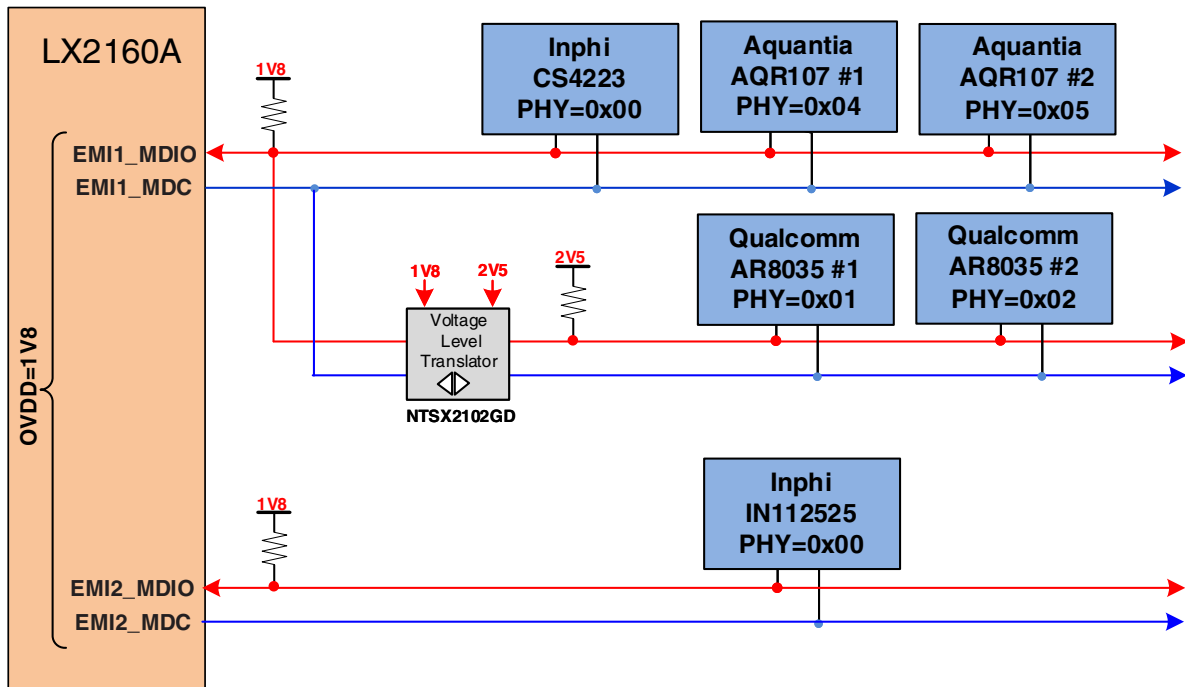 LX2160A
1V8
Inphi
CS4223
PHY=0x00
Aquantia
AQR107 #1
PHY=0x04
Aquantia
AQR107 #2
PHY=0x05
EMI1_MDIO
EMI1_MDC
OVDD=1V8
1V8
2V5
2V5
Voltage
Level
Translator
NTSX2102GD
Qualcomm
AR8035 #1
PHY=0x01
Qualcomm
AR8035 #2
PHY=0x02
1V8
Inphi
IN112525
PHY=0x00
EMI2_MDIO
EMI2_MDC